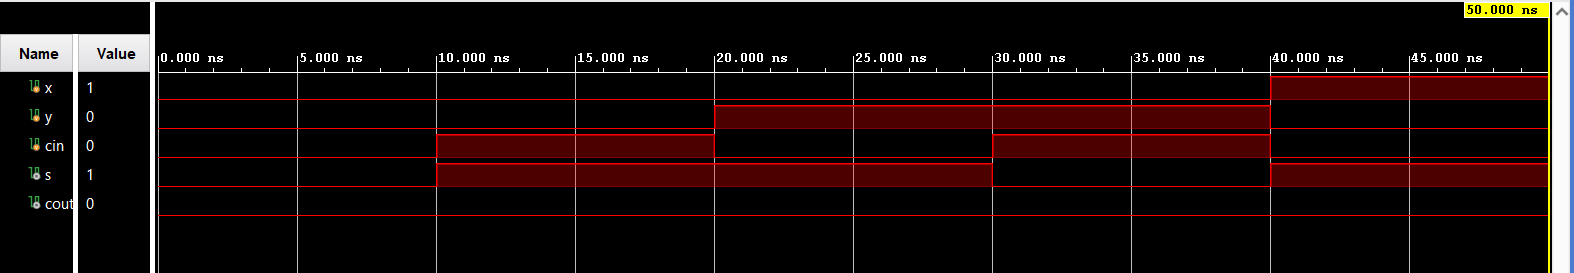 50.000 ns
Name Value
0.000 ns 5.000 ns 10.000 ns 15.000 ns 20.000 ns 25.000 ns 30.000 ns 35.000 ns 40.000 ns 45.000 ns
x 1
y 0
cin 0
s 1
cout 0